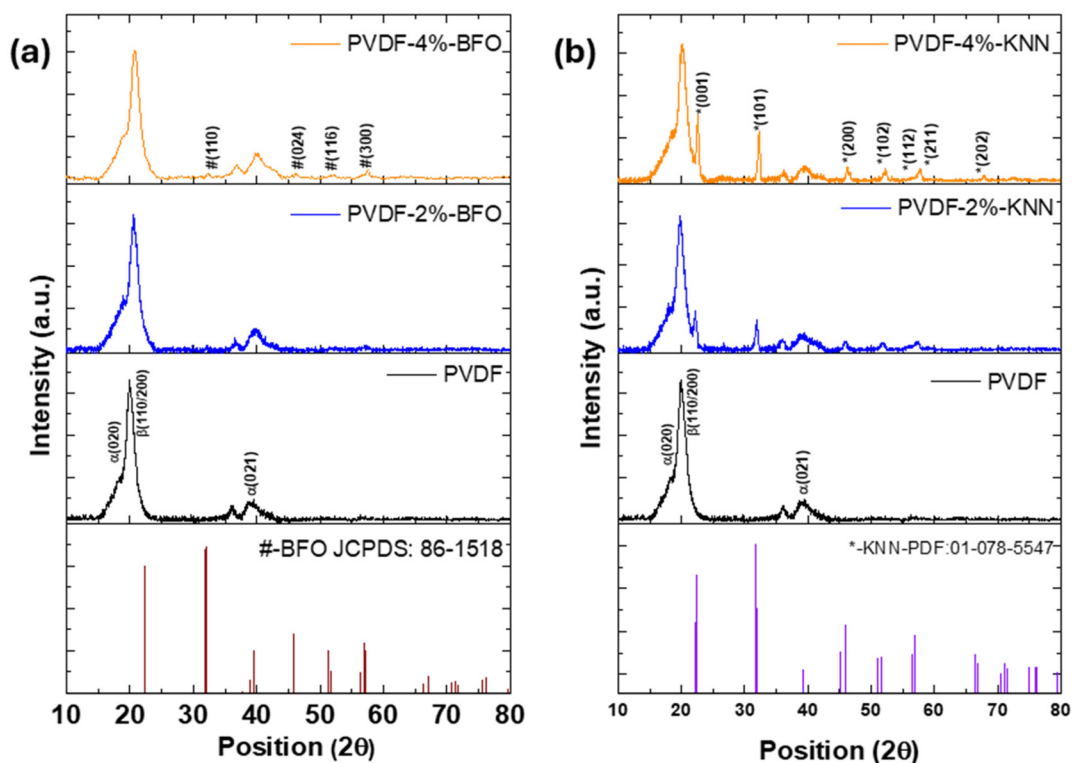 (a)
PVDF-4%-BFO
#(110)
#(024)
#(116)
#(300)
PVDF-2%-BFO
PVDF
α(020)
β(110/200)
α(021)
#-BFO JCPDS: 86-1518
Intensity (a.u.)
10 20 30 40 50 60 70 80
Position (2θ)
(b)
PVDF-4%-KNN
*(001)
*(101)
*(200)
*(102)
*(112)
*(211)
*(202)
PVDF-2%-KNN
PVDF
α(020)
β(110/200)
α(021)
*-KNN-PDF:01-078-5547
Intensity (a.u.)
10 20 30 40 50 60 70 80
Position (2θ)